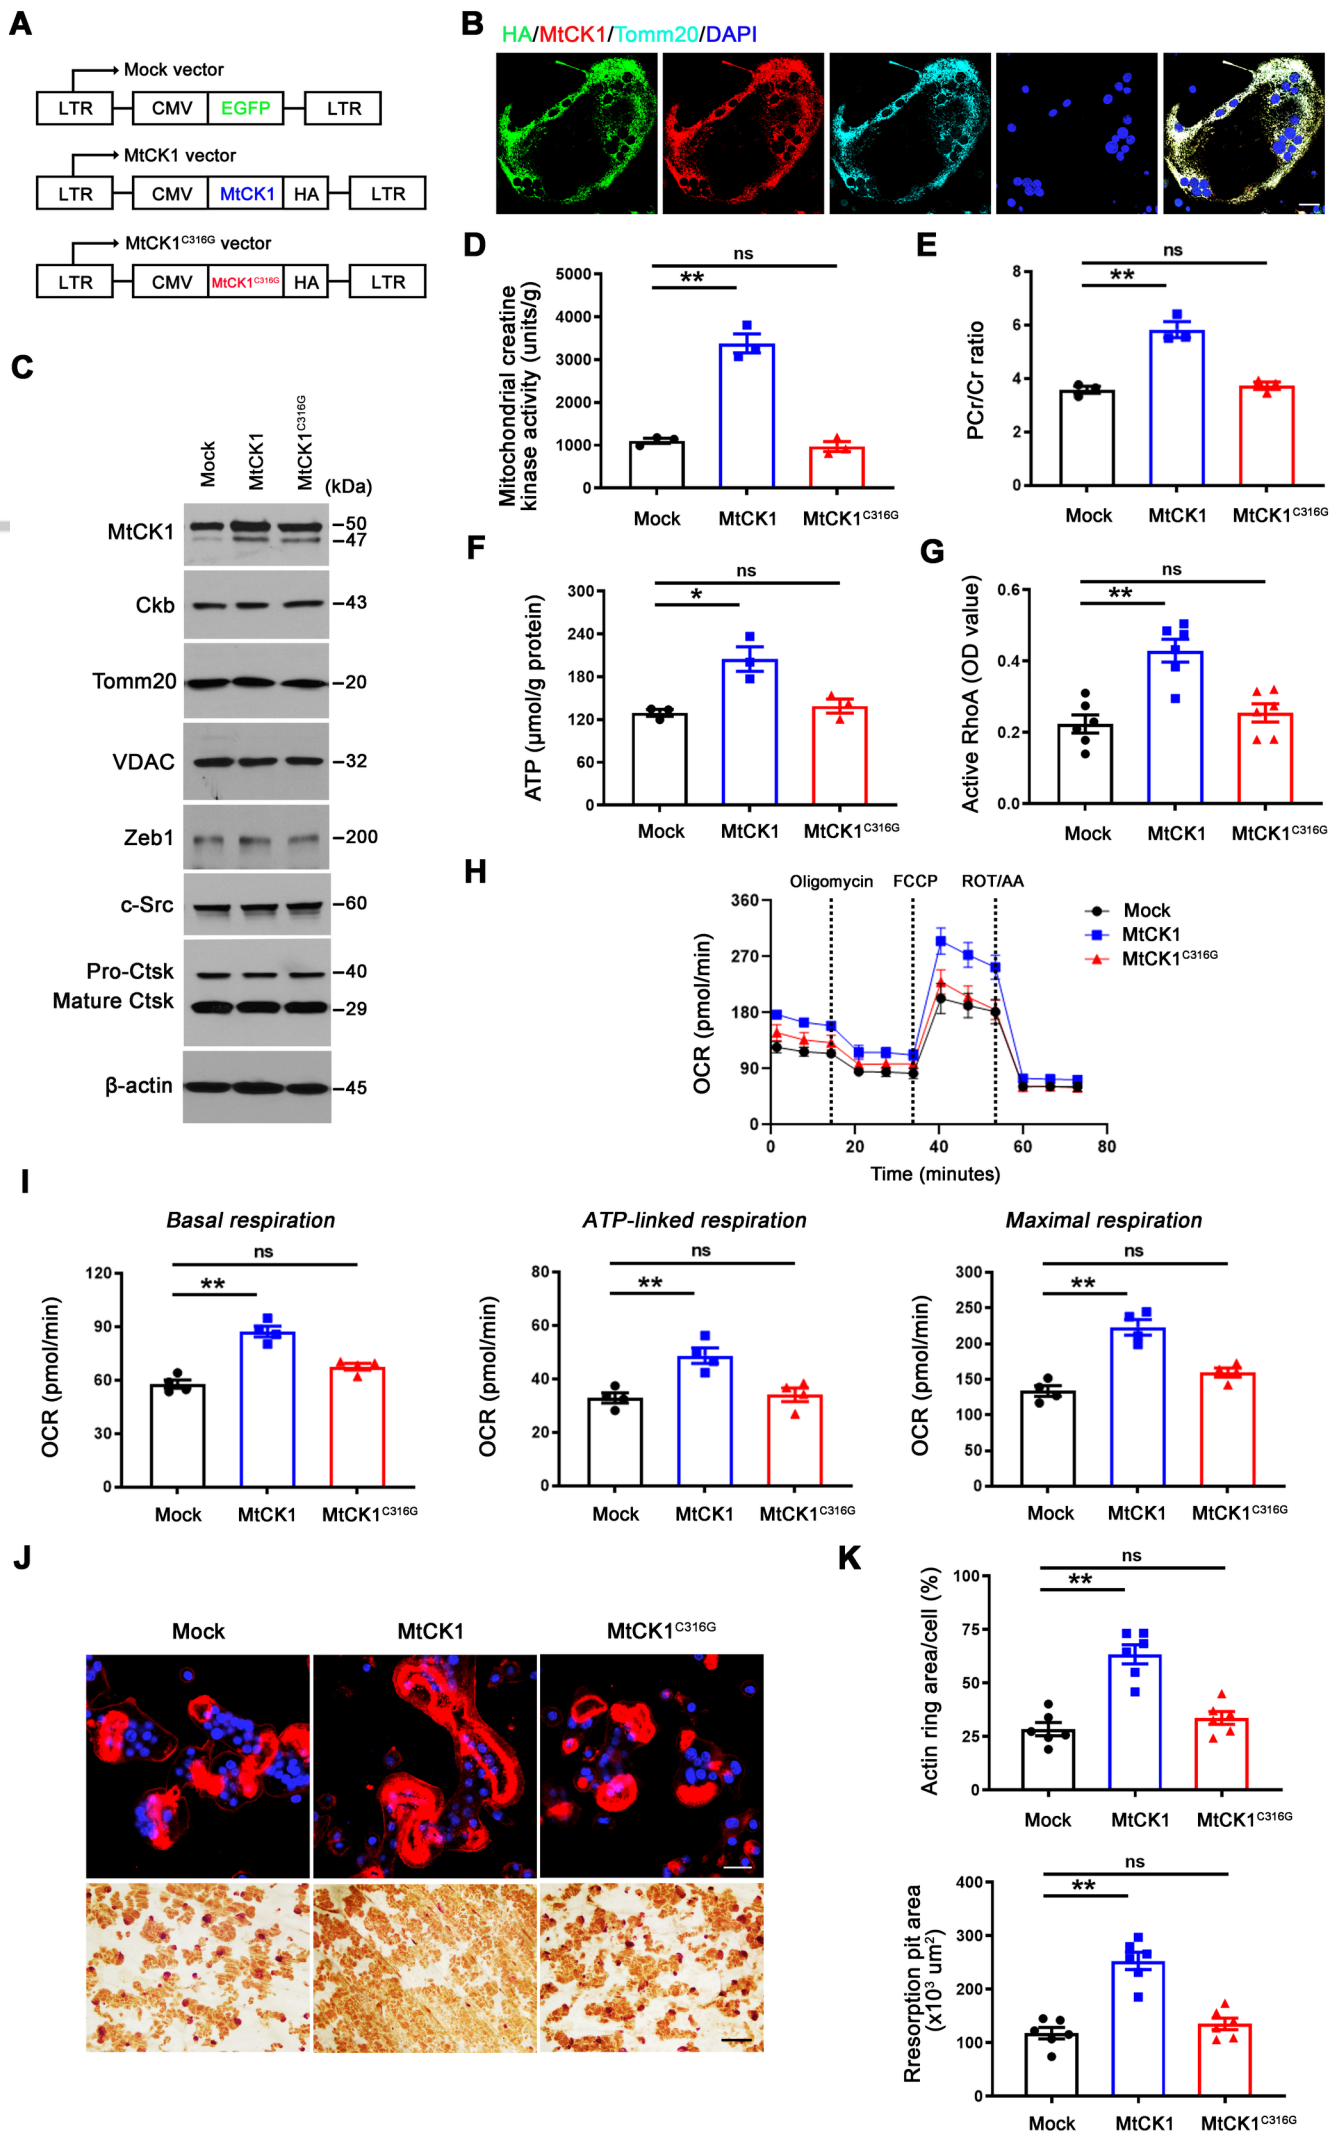 A
Mock vector
LTR CMV EGFP LTR
MtCK1 vector
LTR CMV MtCK1 HA LTR
MtCK1C316G vector
LTR CMV MtCK1C316G HA LTR
B
HA/MtCK1/Tomm20/DAPI
C
Mock MtCK1 MtCK1C316G
(kDa)
MtCK1 –50
–47
Ckb –43
Tomm20 –20
VDAC –32
Zeb1 –200
c-Src –60
Pro-Ctsk –40
Mature Ctsk –29
β-actin –45
D
Mitochondrial creatine
kinase activity (units/g)
5000
4000
3000
2000
1000
0
ns
**
Mock MtCK1 MtCK1C316G
E
PCr/Cr ratio
8
6
4
2
0
ns
**
Mock MtCK1 MtCK1C316G
F
ATP (μmol/g protein)
300
240
180
120
60
0
ns
*
Mock MtCK1 MtCK1C316G
G
Active RhoA (OD value)
0.6
0.4
0.2
0.0
ns
**
Mock MtCK1 MtCK1C316G
H
Oligomycin FCCP ROT/AA
OCR (pmol/min)
360
270
180
90
0
0 20 40 60 80
Time (minutes)
Mock
MtCK1
MtCK1C316G
I
Basal respiration
OCR (pmol/min)
120
90
60
30
0
ns
**
Mock MtCK1 MtCK1C316G
ATP-linked respiration
OCR (pmol/min)
80
60
40
20
0
ns
**
Mock MtCK1 MtCK1C316G
Maximal respiration
OCR (pmol/min)
300
250
200
150
100
50
0
ns
**
Mock MtCK1 MtCK1C316G
J
Mock MtCK1 MtCK1C316G
K
Actin ring area/cell (%)
100
75
50
25
0
ns
**
Mock MtCK1 MtCK1C316G
Rresorption pit area
(x10³ um²)
400
300
200
100
0
ns
**
Mock MtCK1 MtCK1C316G